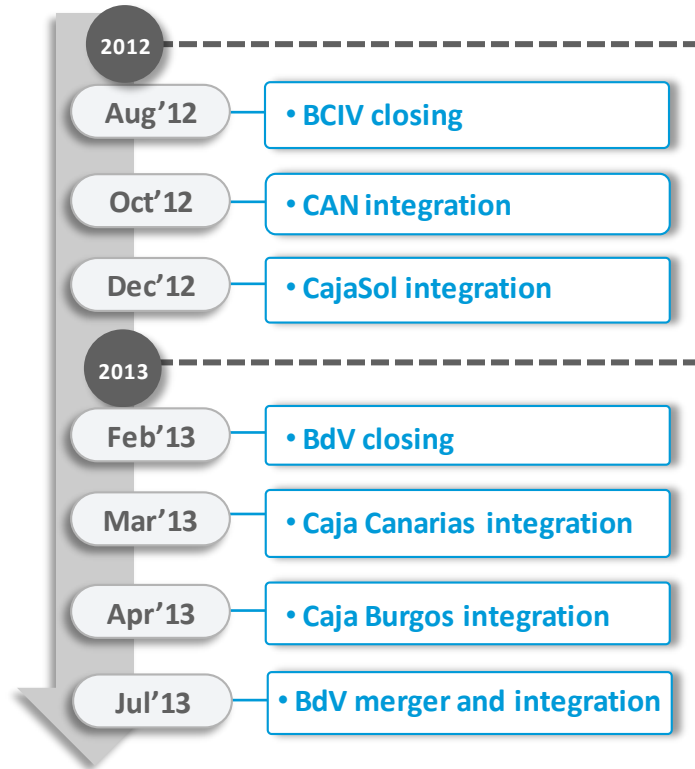 2012
Aug’12
• BCIV closing
Oct’12
• CAN integration
Dec’12
• CajaSol integration
2013
Feb’13
• BdV closing
Mar’13
• Caja Canarias integration
Apr’13
• Caja Burgos integration
Jul’13
• BdV merger and integration